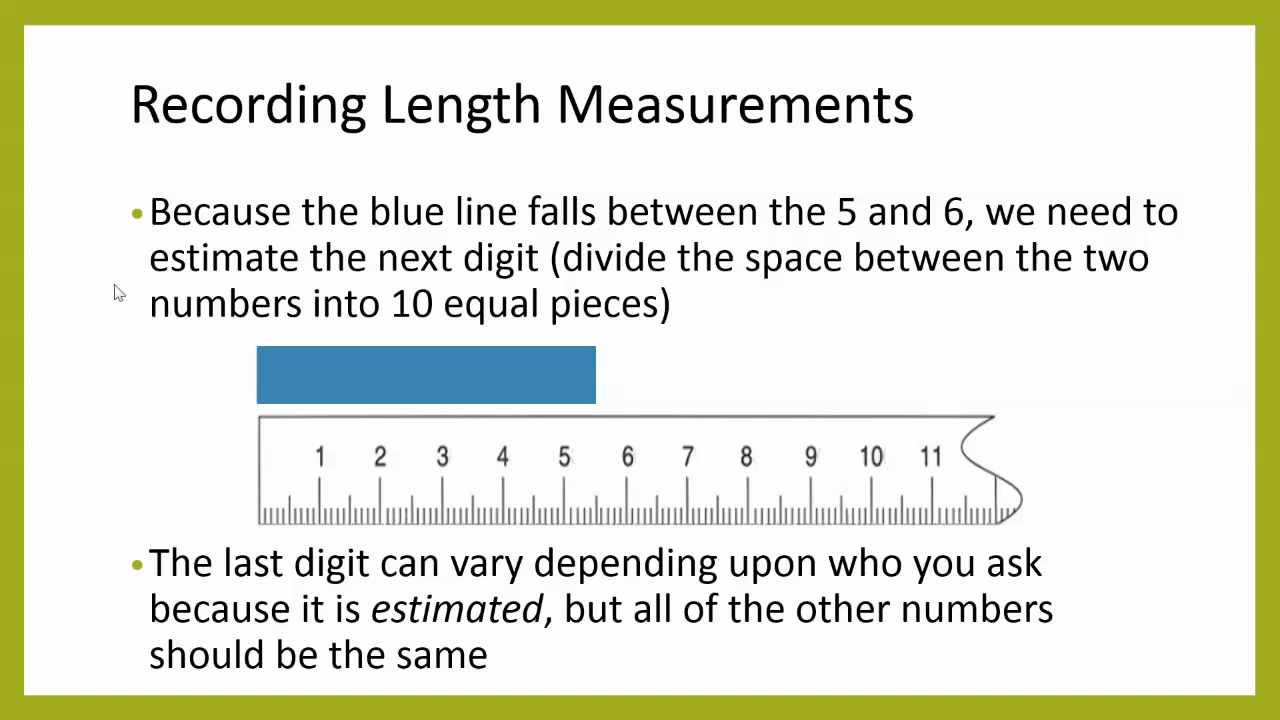 Recording Length Measurements
•Because the blue line falls between the 5 and 6, we need to
estimate the next digit (divide the space between the two
numbers into 10 equal pieces)
1 2 3 4 5 6 7 8 9 10 11
•The last digit can vary depending upon who you ask
because it is estimated, but all of the other numbers
should be the same